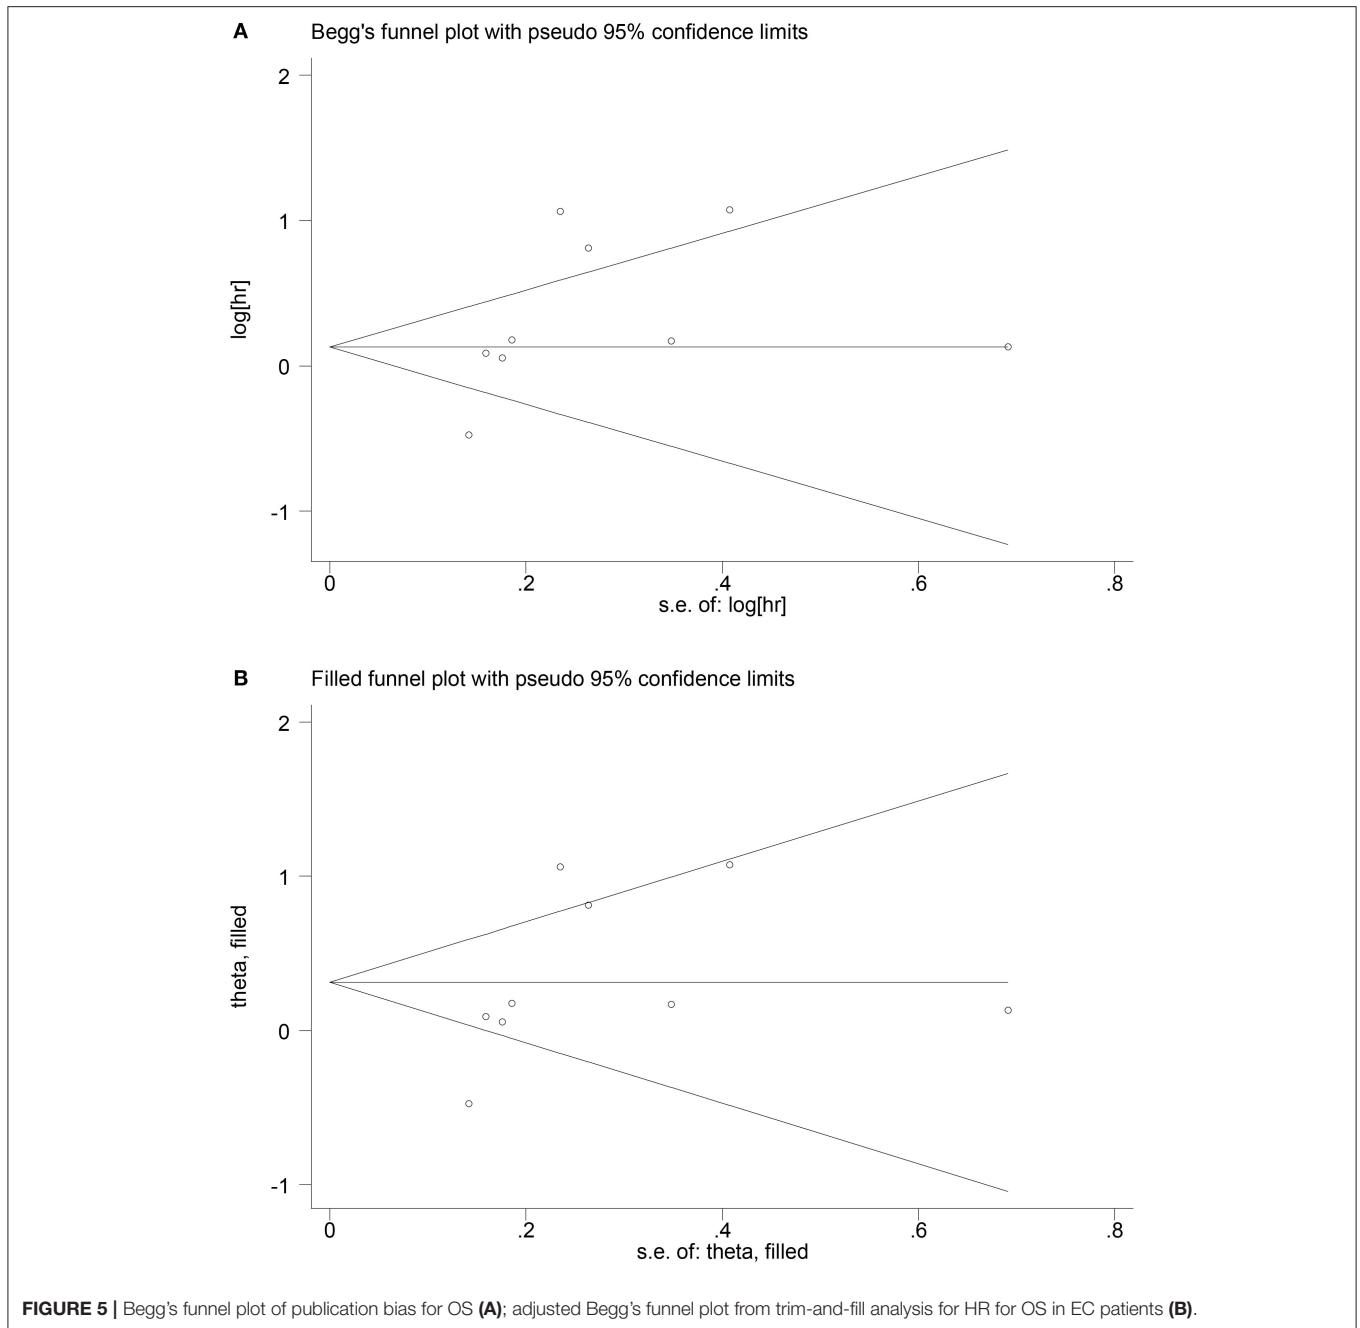 A Begg's funnel plot with pseudo 95% confidence limits
2
1
0
-1
log[hr]
0 .2 .4 .6 .8
s.e. of: log[hr]
B Filled funnel plot with pseudo 95% confidence limits
2
1
0
-1
theta, filled
0 .2 .4 .6 .8
s.e. of: theta, filled
FIGURE 5 | Begg’s funnel plot of publication bias for OS (A); adjusted Begg’s funnel plot from trim-and-fill analysis for HR for OS in EC patients (B).